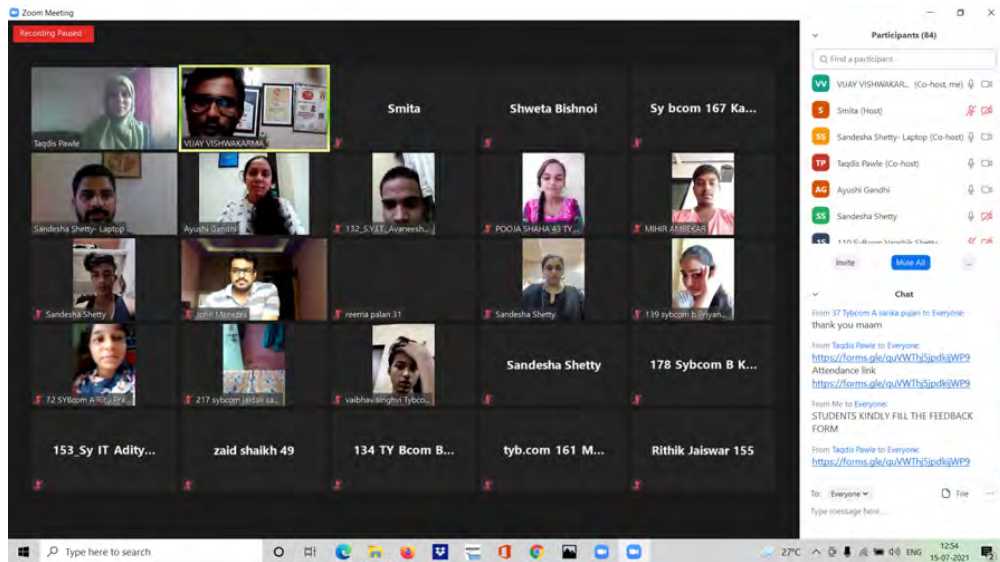 Zoom Meeting
Recording Paused
Taqdis Pawle
VIJAY VISHWAKARMA
Smita
Shweta Bishnoi
Sy bcom 167 Ka...
Sandesha Shetty- Laptop
Ayushi Gandhi
132_S.Y.I.T._Avaneesh...
POOJA SHAHA 43 TY...
MIHIR AMBEKAR
Sandesha Shetty
John Menezes
reema palan 31
Sandesha Shetty
139 sybcom b Priyan...
72 SYBcom A Ritu Pra...
217 sybcom jaidali sa...
vaibhav singhvi Tybco...
Sandesha Shetty
178 Sybcom B K...
153_Sy IT Adity...
zaid shaikh 49
134 TY Bcom B...
tyb.com 161 M...
Rithik Jaiswar 155
Participants (84)
Find a participant
VV VIJAY VISHWAKAR... (Co-host, me)
S Smita (Host)
SS Sandesha Shetty- Laptop (Co-host)
TP Taqdis Pawle (Co-host)
AG Ayushi Gandhi
SS Sandesha Shetty
Invite
Mute All
...
Chat
From 37 Tybcom A sarika pujari to Everyone:
thank you maam
From Taqdis Pawle to Everyone:
https://forms.gle/quVWThj5jpdkijWP9
Attendance link
https://forms.gle/quVWThj5jpdkijWP9
From Me to Everyone:
STUDENTS KINDLY FILL THE FEEDBACK
FORM
From Taqdis Pawle to Everyone:
https://forms.gle/quVWThj5jpdkijWP9
To: Everyone
File
...
Type message here...
Type here to search
27°C
ENG
12:54
15-07-2021